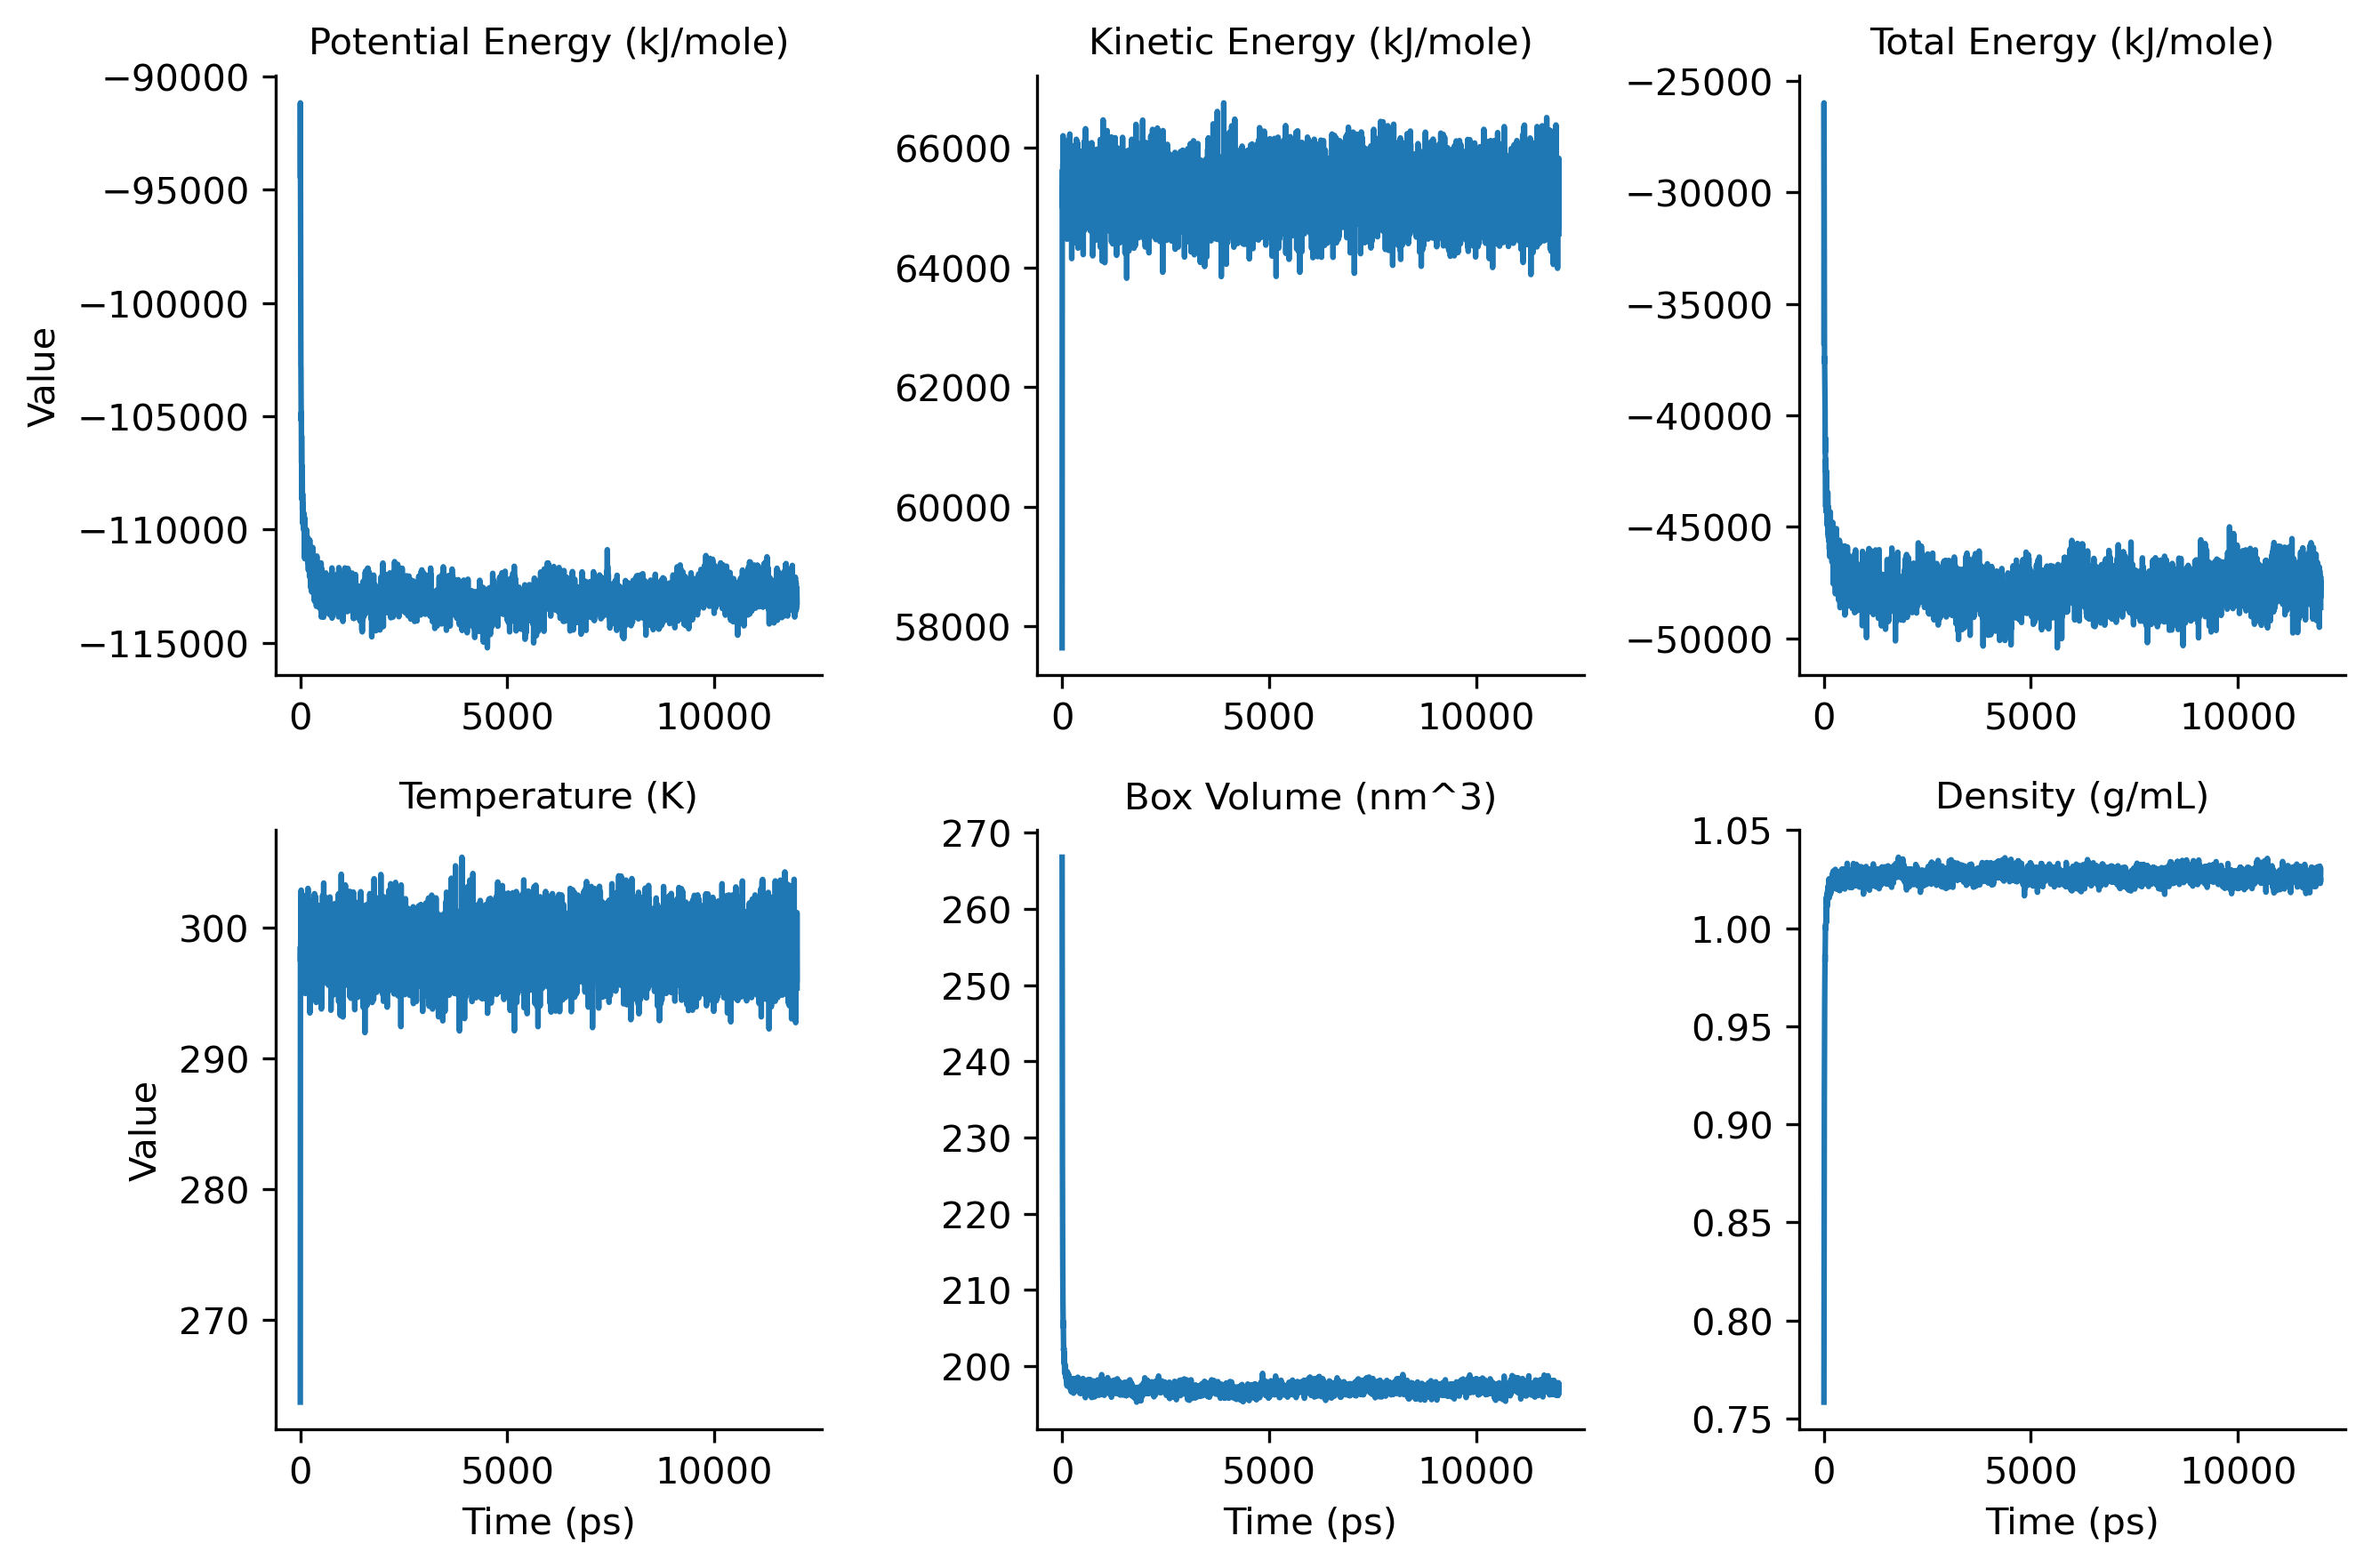 Potential Energy (kJ/mole)
Value
−90000
−95000
−100000
−105000
−110000
−115000
0 5000 10000
Kinetic Energy (kJ/mole)
66000
64000
62000
60000
58000
0 5000 10000
Total Energy (kJ/mole)
−25000
−30000
−35000
−40000
−45000
−50000
0 5000 10000
Temperature (K)
Value
300
290
280
270
0 5000 10000
Time (ps)
Box Volume (nm^3)
270
260
250
240
230
220
210
200
0 5000 10000
Time (ps)
Density (g/mL)
1.05
1.00
0.95
0.90
0.85
0.80
0.75
0 5000 10000
Time (ps)